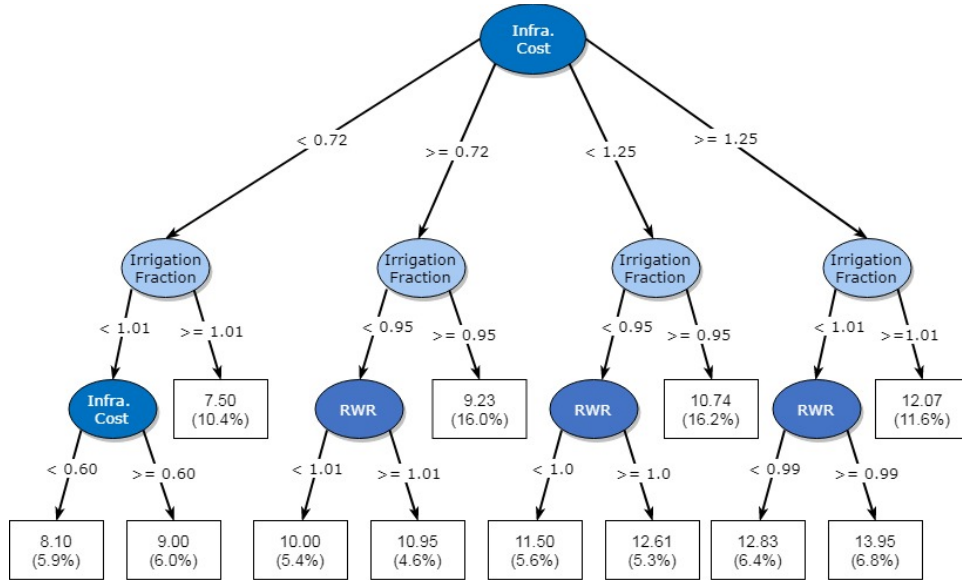 Infra.
Cost
< 0.72
>= 0.72
< 1.25
>= 1.25
Irrigation
Fraction
Irrigation
Fraction
Irrigation
Fraction
Irrigation
Fraction
< 1.01
>= 1.01
< 0.95
>= 0.95
< 0.95
>= 0.95
< 1.01
>=1.01
Infra.
Cost
7.50
(10.4%)
RWR
9.23
(16.0%)
RWR
10.74
(16.2%)
RWR
12.07
(11.6%)
< 0.60
>= 0.60
< 1.01
>= 1.01
< 1.0
>= 1.0
< 0.99
>= 0.99
8.10
(5.9%)
9.00
(6.0%)
10.00
(5.4%)
10.95
(4.6%)
11.50
(5.6%)
12.61
(5.3%)
12.83
(6.4%)
13.95
(6.8%)